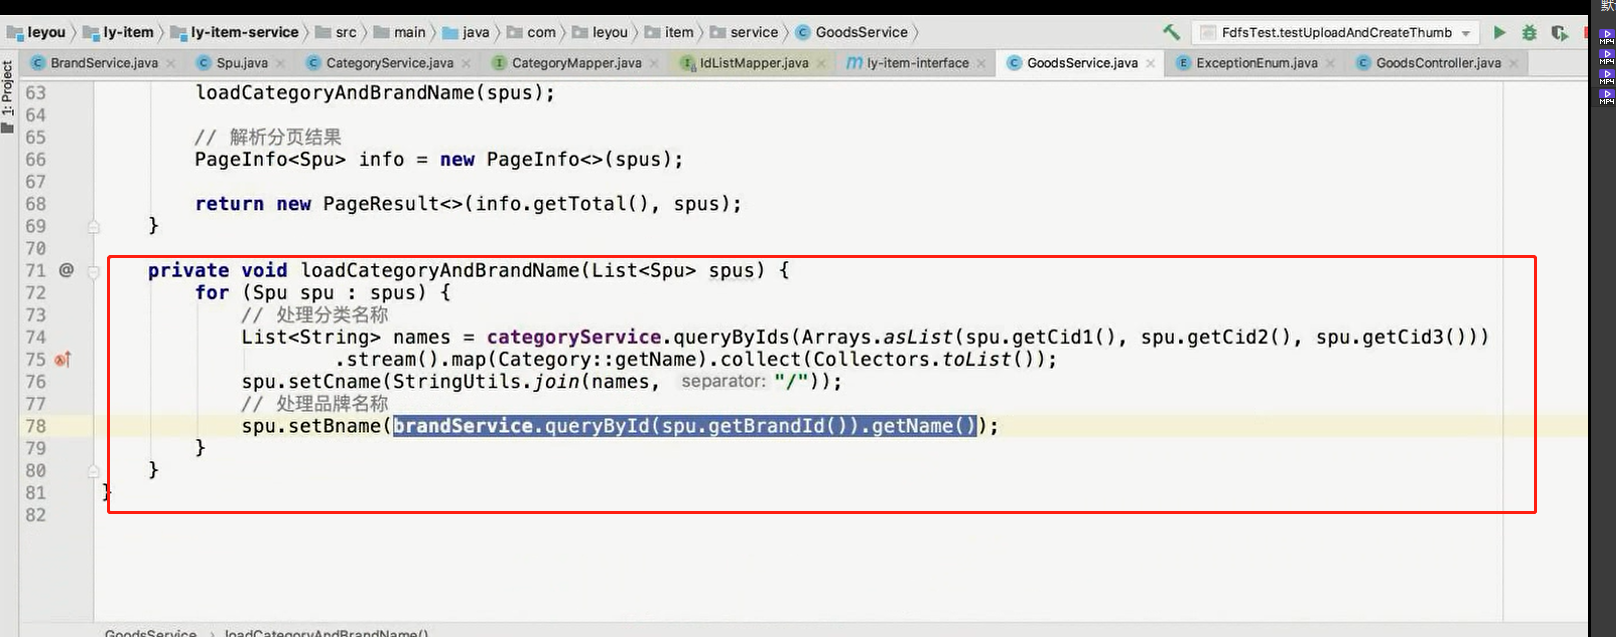 默
leyou ly-item ly-item-service src main java com leyou item service GoodsService FdfsTest.testUploadAndCreateThumb
BrandService.java Spu.java CategoryService.java CategoryMapper.java IdListMapper.java ly-item-interface GoodsService.java ExceptionEnum.java GoodsController.java
1: Project
MP4
MP4
MP4
MP4
63 loadCategoryAndBrandName(spus);
64
65 // 解析分页结果
66 PageInfo<Spu> info = new PageInfo<>(spus);
67
68 return new PageResult<>(info.getTotal(), spus);
69 }
70
71 @ private void loadCategoryAndBrandName(List<Spu> spus) {
72 for (Spu spu : spus) {
73 // 处理分类名称
74 List<String> names = categoryService.queryByIds(Arrays.asList(spu.getCid1(), spu.getCid2(), spu.getCid3()))
75 .stream().map(Category::getName).collect(Collectors.toList());
76 spu.setCname(StringUtils.join(names, separator: "/"));
77 // 处理品牌名称
78 spu.setBname(brandService.queryById(spu.getBrandId()).getName());
79 }
80 }
81 }
82
GoodsService loadCategoryAndBrandName()